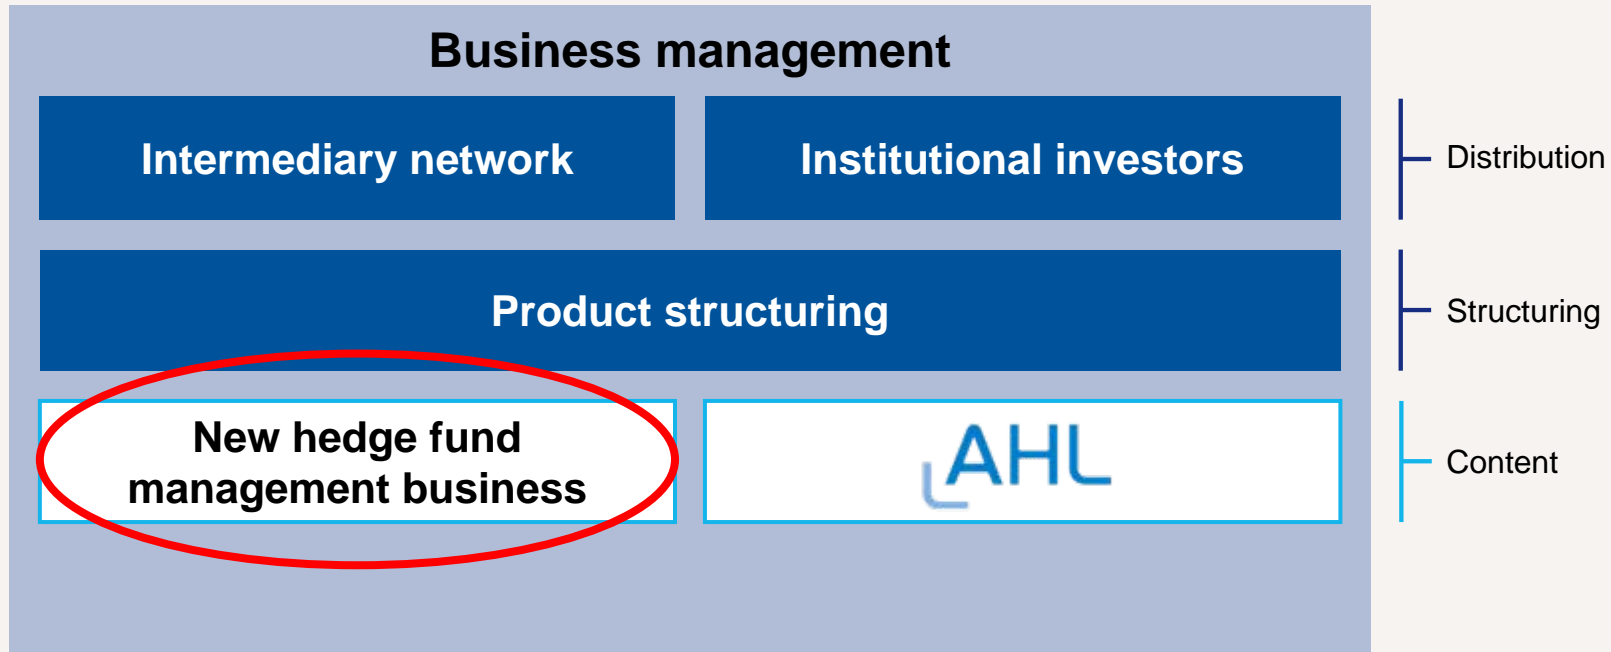 Business management
Intermediary network
Institutional investors
Distribution
Product structuring
Structuring
New hedge fund
management business
AHL
Content